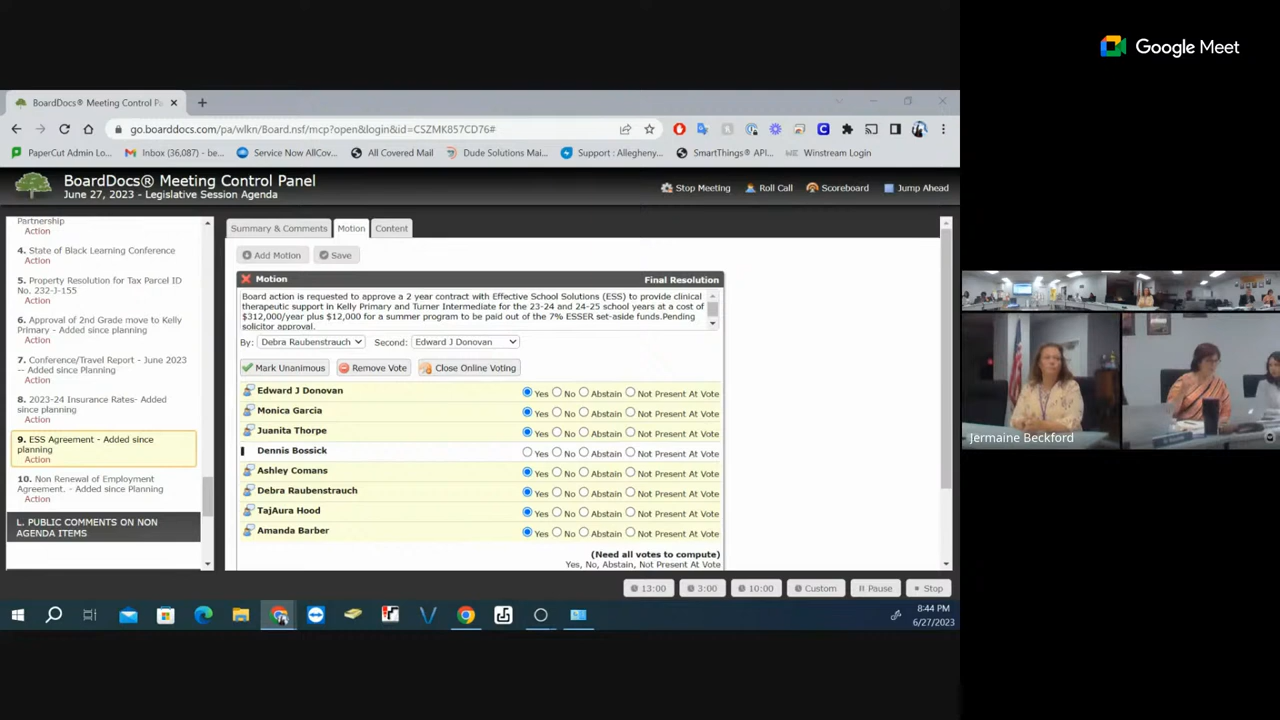 Google Meet
BoardDocs® Meeting Control Pa
go.boarddocs.com/pa/wlkn/Board.nsf/mcp?open&login&id=CSZMK857CD76#
PaperCut Admin Lo... Inbox (36,087) - be... Service Now AllCov... All Covered Mail Dude Solutions Mai... Support : Allegheny... SmartThings® API... Winstream Login
BoardDocs® Meeting Control Panel
June 27, 2023 - Legislative Session Agenda
Stop Meeting Roll Call Scoreboard Jump Ahead
Partnership
Action
4. State of Black Learning Conference
Action
5. Property Resolution for Tax Parcel ID
No. 232-J-155
Action
6. Approval of 2nd Grade move to Kelly
Primary - Added since planning
Action
7. Conference/Travel Report - June 2023
-- Added since Planning
Action
8. 2023-24 Insurance Rates- Added
since planning
Action
9. ESS Agreement - Added since
planning
Action
10. Non Renewal of Employment
Agreement. - Added since Planning
Action
L. PUBLIC COMMENTS ON NON
AGENDA ITEMS
Summary & Comments Motion Content
Add Motion Save
Motion Final Resolution
Board action is requested to approve a 2 year contract with Effective School Solutions (ESS) to provide clinical
therapeutic support in Kelly Primary and Turner Intermediate for the 23-24 and 24-25 school years at a cost of
$312,000/year plus $12,000 for a summer program to be paid out of the 7% ESSER set-aside funds.Pending
solicitor approval.
By: Debra Raubenstrauch Second: Edward J Donovan
Mark Unanimous Remove Vote Close Online Voting
Edward J Donovan Yes No Abstain Not Present At Vote
Monica Garcia Yes No Abstain Not Present At Vote
Juanita Thorpe Yes No Abstain Not Present At Vote
Dennis Bossick Yes No Abstain Not Present At Vote
Ashley Comans Yes No Abstain Not Present At Vote
Debra Raubenstrauch Yes No Abstain Not Present At Vote
TajAura Hood Yes No Abstain Not Present At Vote
Amanda Barber Yes No Abstain Not Present At Vote
(Need all votes to compute)
Yes, No, Abstain, Not Present At Vote
13:00 3:00 10:00 Custom Pause Stop
8:44 PM
6/27/2023
Jermaine Beckford